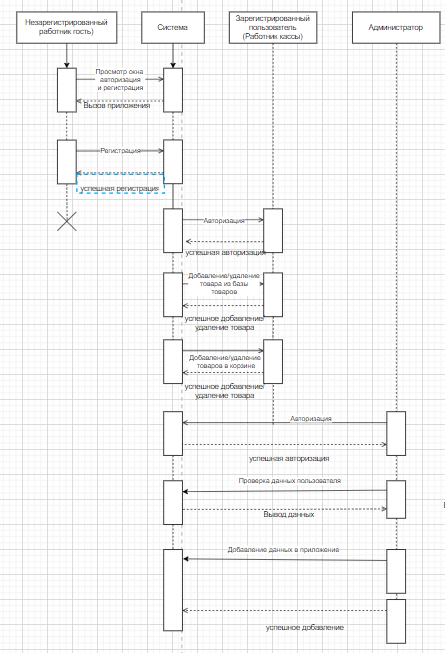 Незарегистрированный
работник гость)
Система
Зарегистрированный
пользователь
(Работник кассы)
Администратор
Просмотр окна
авторизация
и регистрация
Вызов приложения
Регистрация
успешная регистрация
Авторизация
успешная авторизация
Добавление/удаление
товара из базы
товаров
успешное добавление/
удаление товара
Добавление/удаление
товаров в корзине
успешное добавление/
удаление товара
Авторизация
успешная авторизация
Проверка данных пользователя
Вывод данных
Добавление данных в приложение
успешное добавление